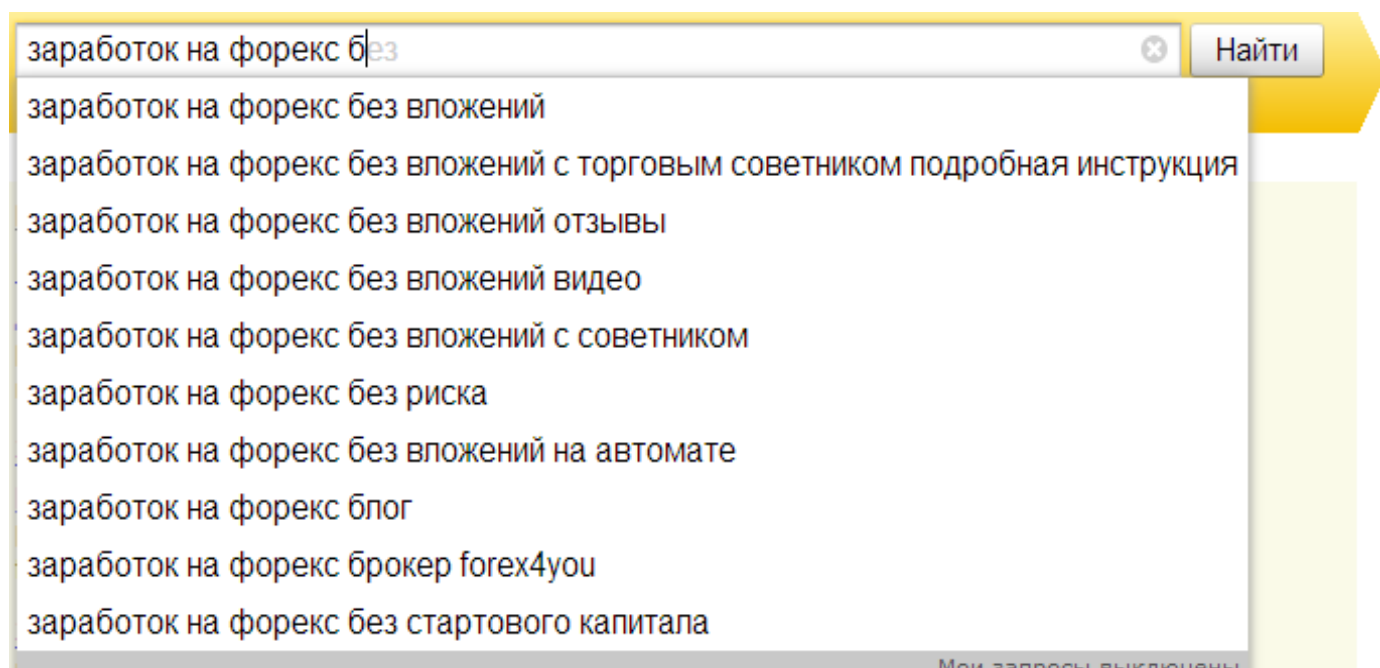 заработок на форекс без
Найти
заработок на форекс без вложений
заработок на форекс без вложений с торговым советником подробная инструкция
заработок на форекс без вложений отзывы
заработок на форекс без вложений видео
заработок на форекс без вложений с советником
заработок на форекс без риска
заработок на форекс без вложений на автомате
заработок на форекс блог
заработок на форекс брокер forex4you
заработок на форекс без стартового капитала
Мои запросы выключены